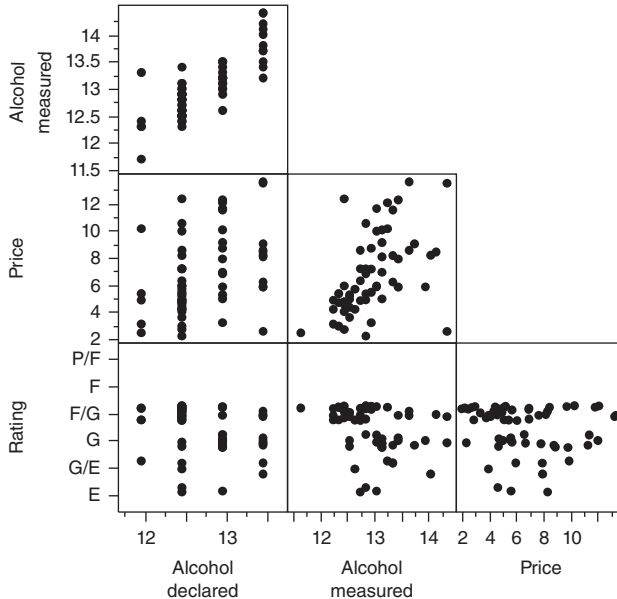 Alcohol
measured
14
13.5
13
12.5
12
11.5
Price
12
10
8
6
4
2
Rating
P/F
F
F/G
G
G/E
E
12 13 12 13 14 2 4 6 8 10
Alcohol
declared
Alcohol
measured
Price